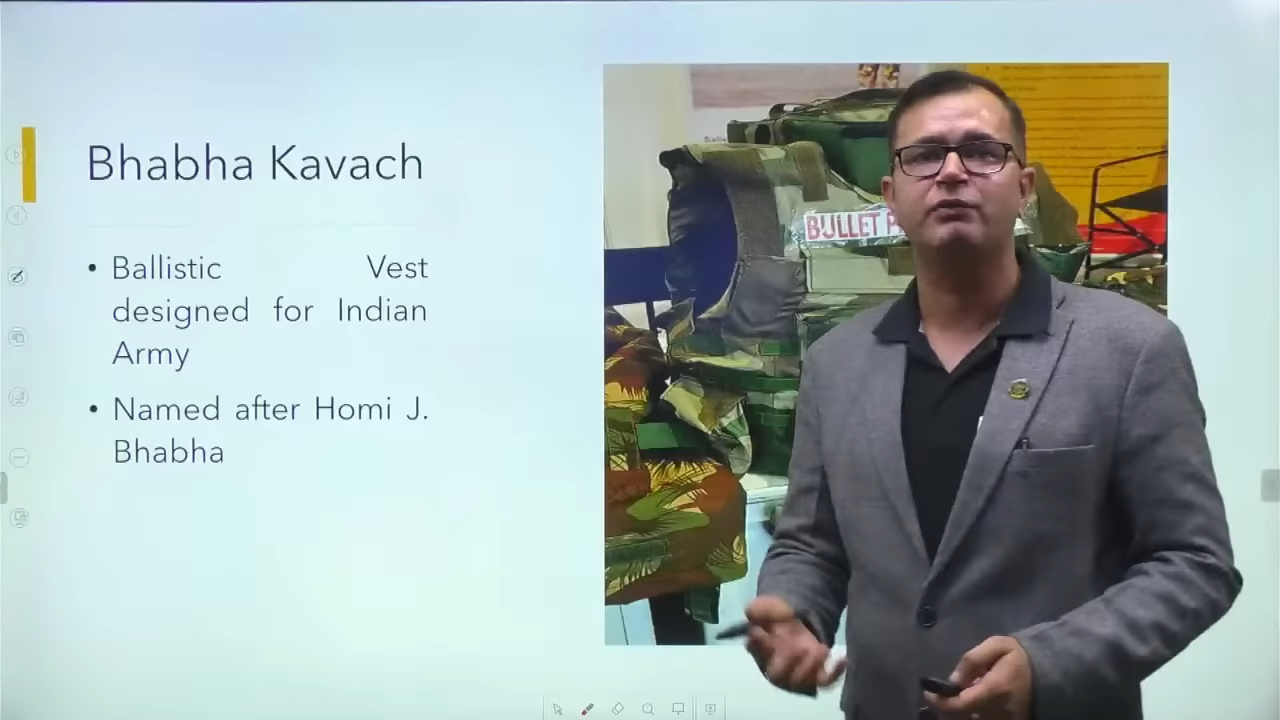 Bhabha Kavach
• Ballistic Vest
designed for Indian
Army
• Named after Homi J.
Bhabha
BULLET